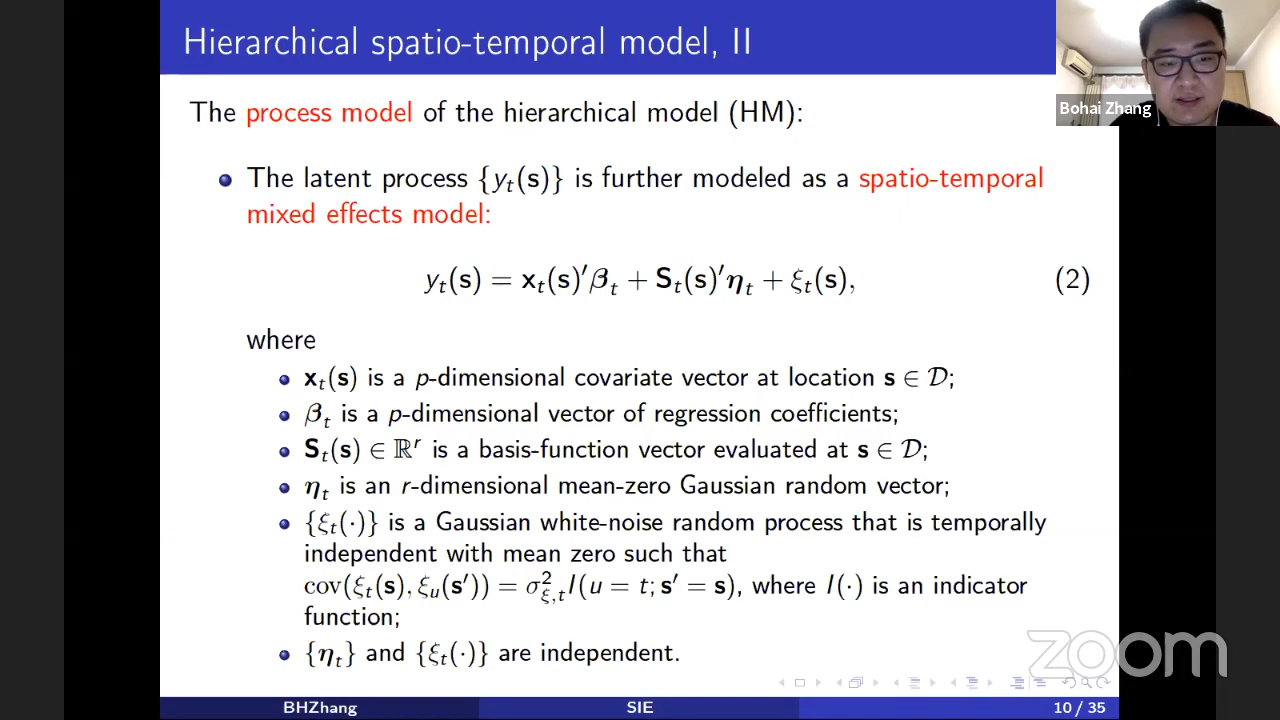 Hierarchical spatio-temporal model, II
Bohai Zhang
The process model of the hierarchical model (HM):
The latent process {yₜ(s)} is further modeled as a spatio-temporal
mixed effects model:
yₜ(s) = xₜ(s)′βₜ + Sₜ(s)′ηₜ + ξₜ(s), (2)
where
xₜ(s) is a p-dimensional covariate vector at location s ∈ 𝒟;
βₜ is a p-dimensional vector of regression coefficients;
Sₜ(s) ∈ ℝʳ is a basis-function vector evaluated at s ∈ 𝒟;
ηₜ is an r-dimensional mean-zero Gaussian random vector;
{ξₜ(·)} is a Gaussian white-noise random process that is temporally
independent with mean zero such that
cov(ξₜ(s), ξᵤ(s′)) = σ²_{ξ,t}I(u = t; s′ = s), where I(·) is an indicator
function;
{ηₜ} and {ξₜ(·)} are independent.
zoom
BHZhang SIE 10 / 35